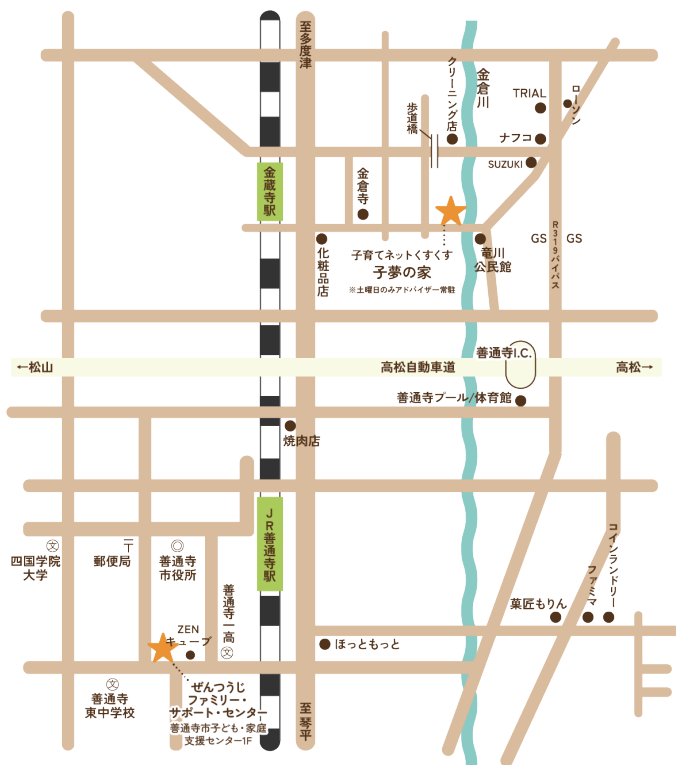 至多度津
クリーニング店
金倉川
TRIAL
ローソン
歩道橋
ナフコ
SUZUKI
金蔵寺駅
金倉寺
化粧品店
子育てネットくすくす
子夢の家
※土曜日のみアドバイザー常駐
竜川
公民館
GS
R319バイパス
GS
←松山
高松自動車道
善通寺I.C.
高松→
善通寺プール/体育館
焼肉店
JR善通寺駅
文
四国学院
大学
〒
郵便局
◎
善通寺
市役所
善通寺一高
文
ZEN
キューブ
コインランドリー
ファミマ
菓匠もりん
ほっともっと
文
善通寺
東中学校
ぜんつうじ
ファミリー・
サポート・センター
善通寺市子ども・家庭
支援センター1F
至琴平